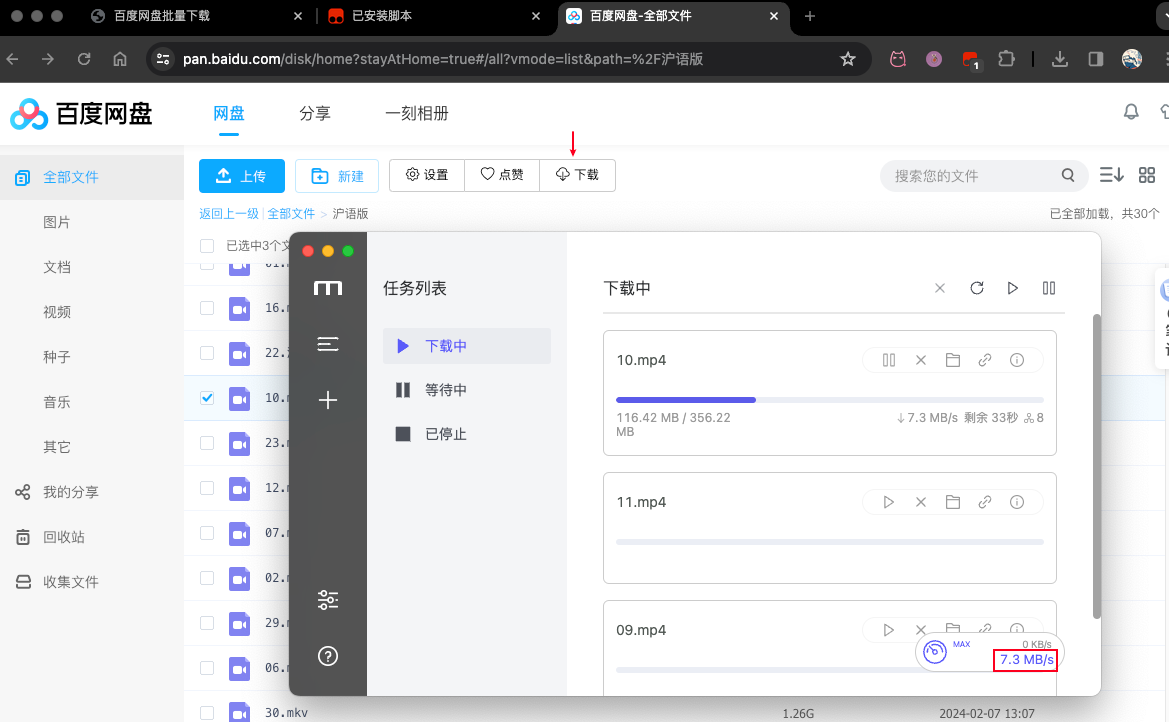 百度网盘批量下载
已安装脚本
百度网盘-全部文件
pan.baidu.com/disk/home?stayAtHome=true#/all?vmode=list&path=%2F沪语版
1
百度网盘
网盘
分享
一刻相册
全部文件
上传
新建
设置
点赞
下载
搜索您的文件
图片
返回上一级 | 全部文件 > 沪语版
已全部加载，共30个
已选中3个
文档
视频
种子
音乐
其它
我的分享
回收站
收集文件
16.
22.
10.
23.
12.
07.
02.
29.
06.
30.mkv
1.26G
2024-02-07 13:07
任务列表
下载中
等待中
已停止
下载中
10.mp4
116.42 MB / 356.22
MB
↓7.3 MB/s 剩余 33秒 8
11.mp4
09.mp4
MAX
0 KB/s
7.3 MB/s